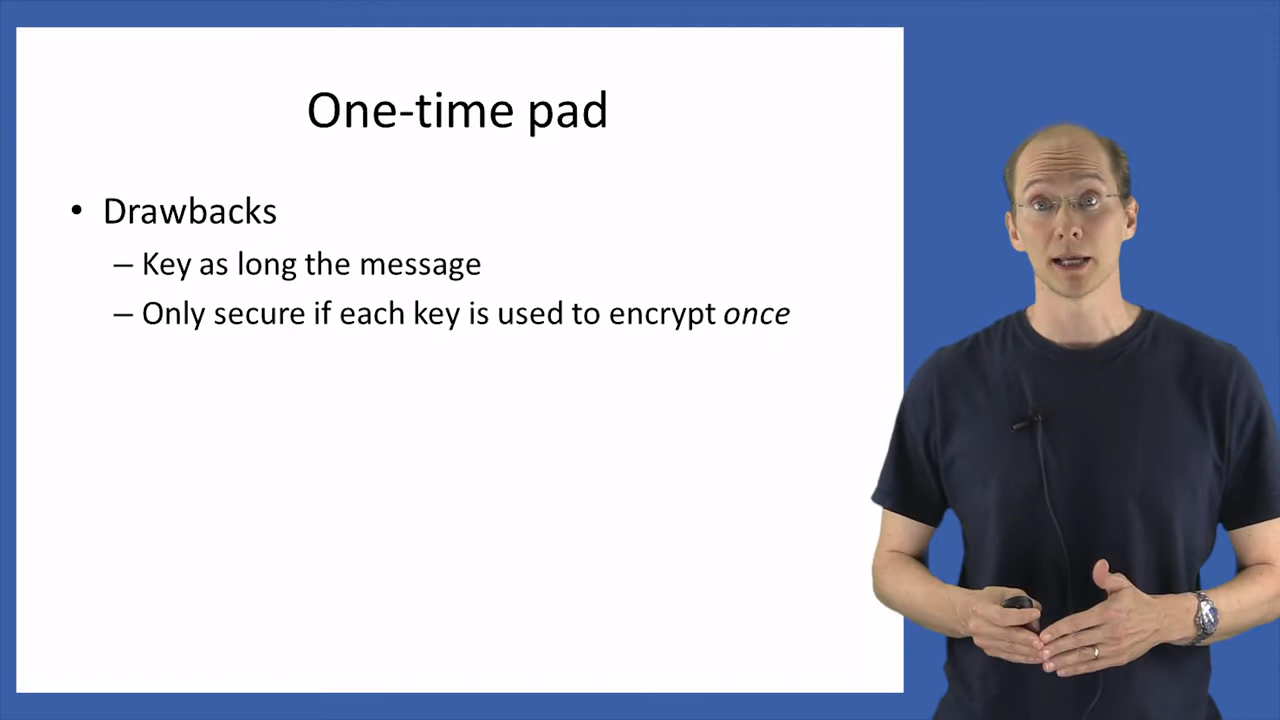 One-time pad
• Drawbacks
– Key as long the message
– Only secure if each key is used to encrypt once